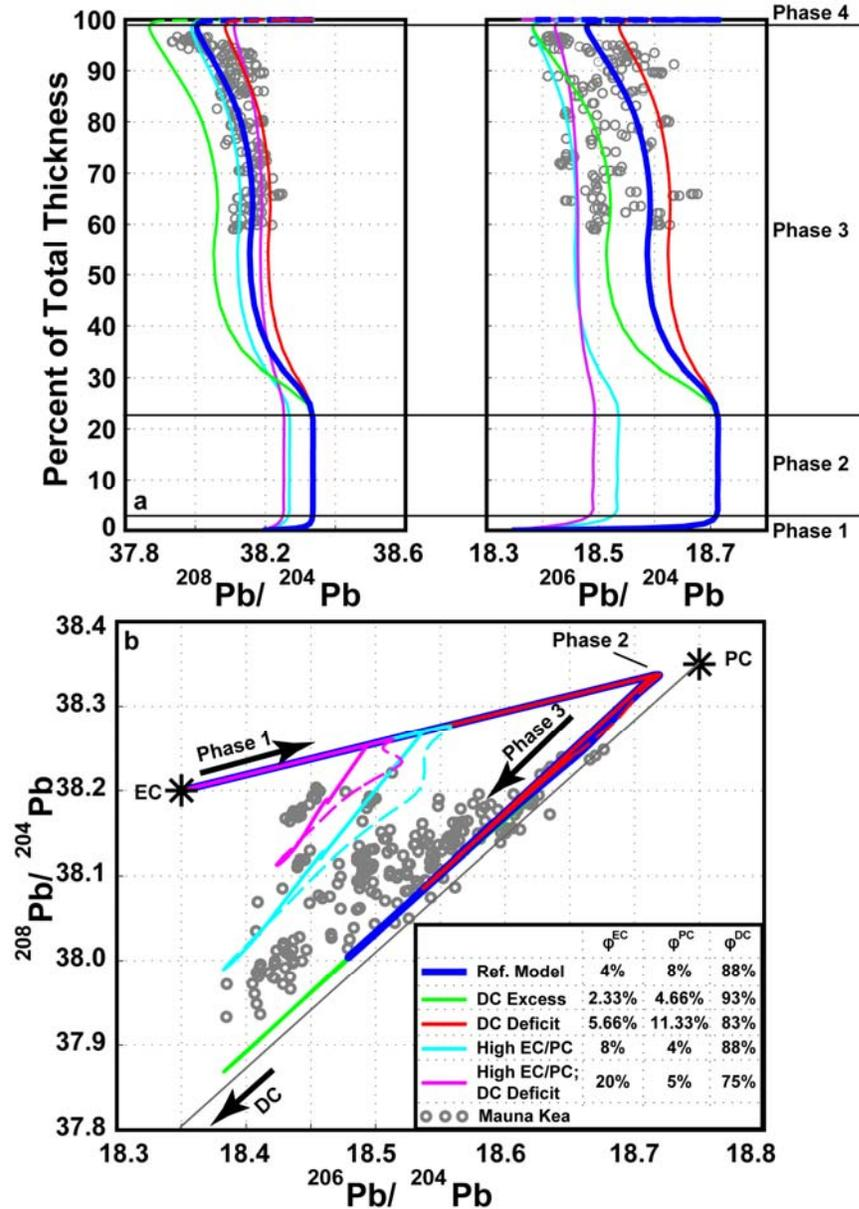 Phase 4
100
90
80
70
60
50
40
30
20
10
0
Percent of Total Thickness
Phase 3
Phase 2
Phase 1
a
37.8 38.2 38.6
18.3 18.5 18.7
208Pb/ 204Pb
206Pb/ 204Pb
b
38.4
38.3
38.2
38.1
38.0
37.9
37.8
208Pb/ 204Pb
Phase 2
PC
Phase 1
Phase 3
EC
DC
φEC φPC φDC
Ref. Model 4% 8% 88%
DC Excess 2.33% 4.66% 93%
DC Deficit 5.66% 11.33% 83%
High EC/PC 8% 4% 88%
High EC/PC;
DC Deficit 20% 5% 75%
Mauna Kea
18.3 18.4 18.5 18.6 18.7 18.8
206Pb/ 204Pb